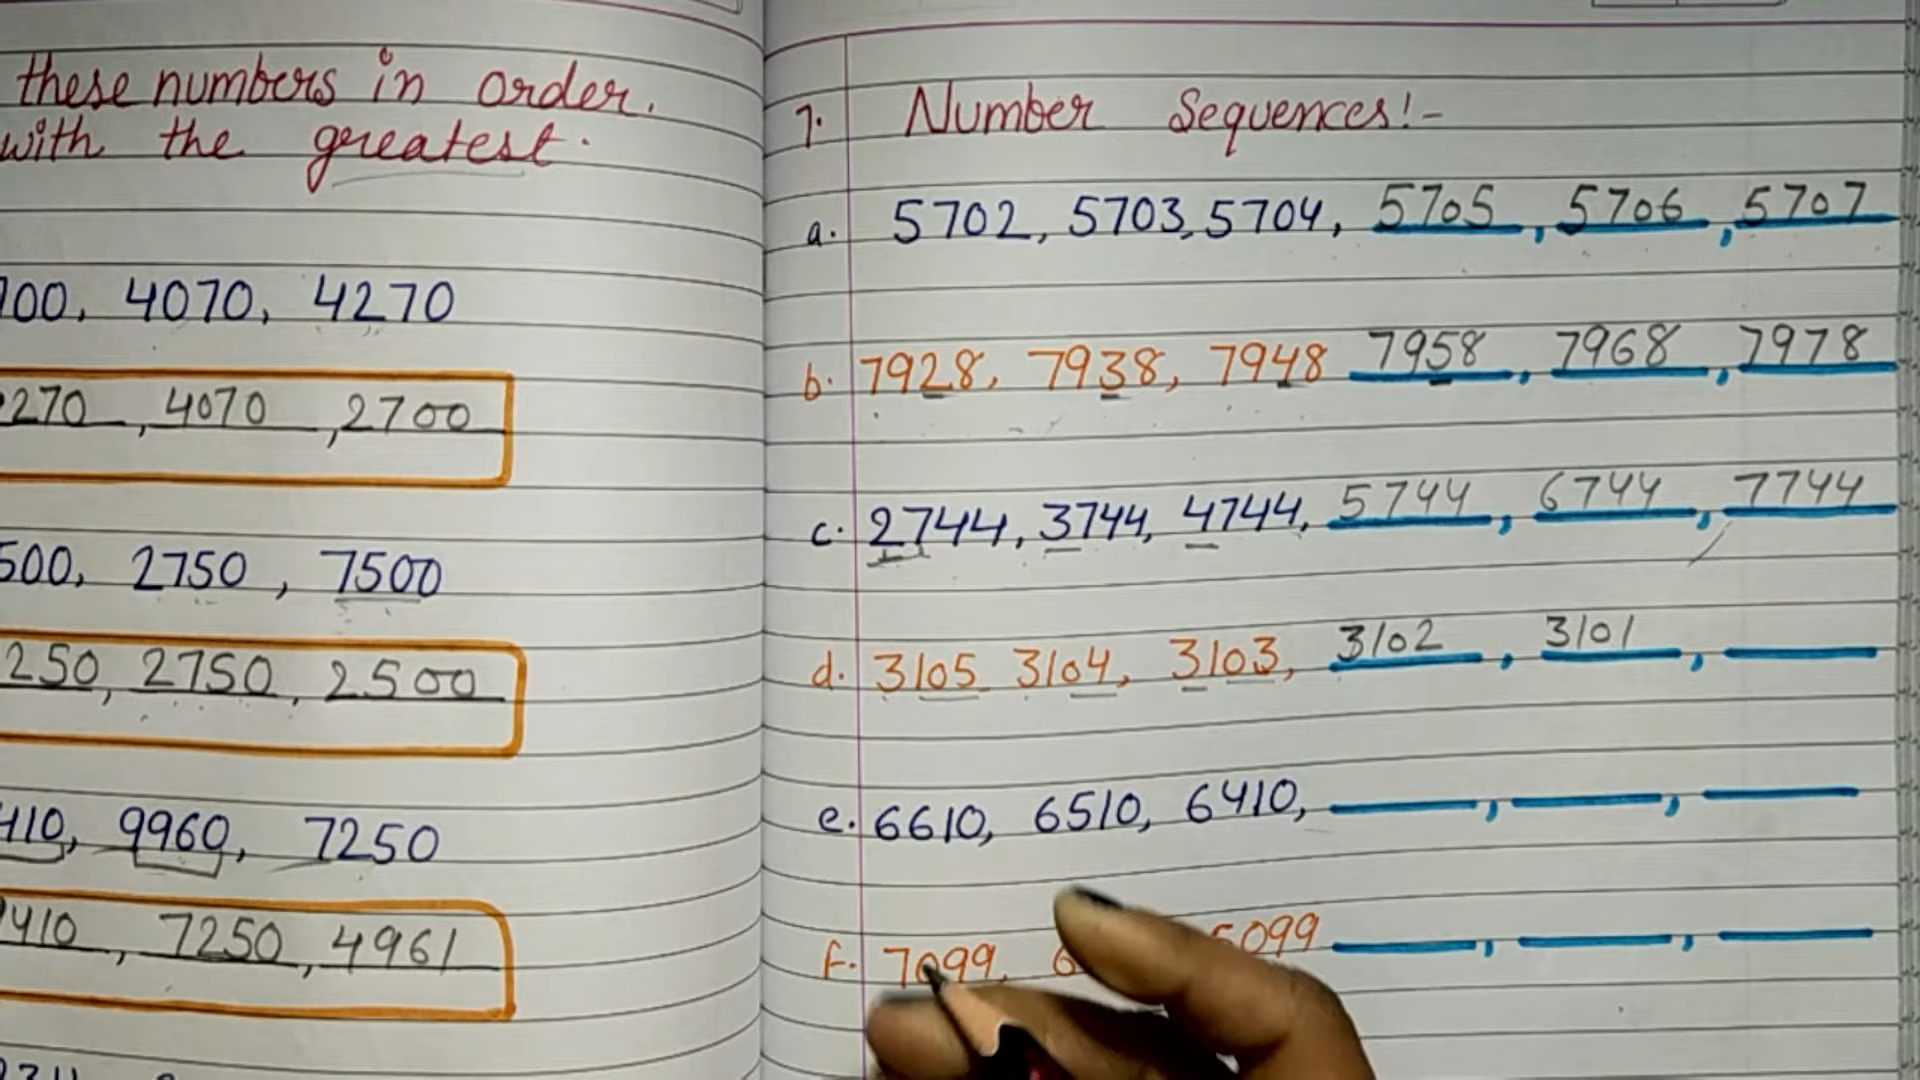 these numbers in order.
with the greatest.
00, 4070, 4270
270, 4070, 2700
500, 2750, 7500
250, 2750, 2500
410, 9960, 7250
410, 7250, 4961
7. Number Sequences!-
a. 5702, 5703, 5704, 5705, 5706, 5707
b. 7928, 7938, 7948 7958, 7968, 7978
c. 2744, 3744, 4744, 5744, 6744, 7744
d. 3105 3104, 3103, 3102, 3101,
e. 6610, 6510, 6410,
f. 7099, 6 5099